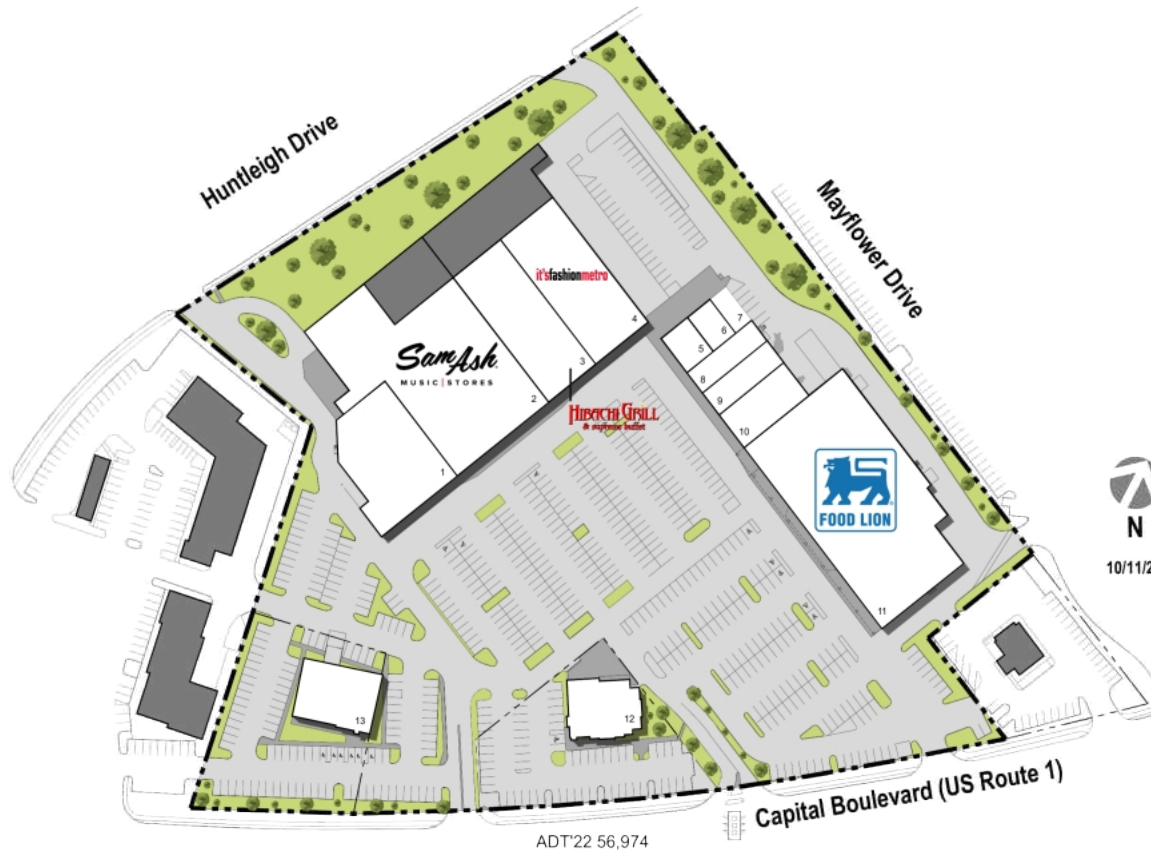 Huntleigh Drive
Mayflower Drive
it'sfashionmetro
4
7
6
5
Sam Ash
MUSIC | STORES
3
8
2
9
HIBACHI GRILL
& supreme buffet
10
1
FOOD LION
N
10/11/2
11
13
12
Capital Boulevard (US Route 1)
ADT'22 56,974